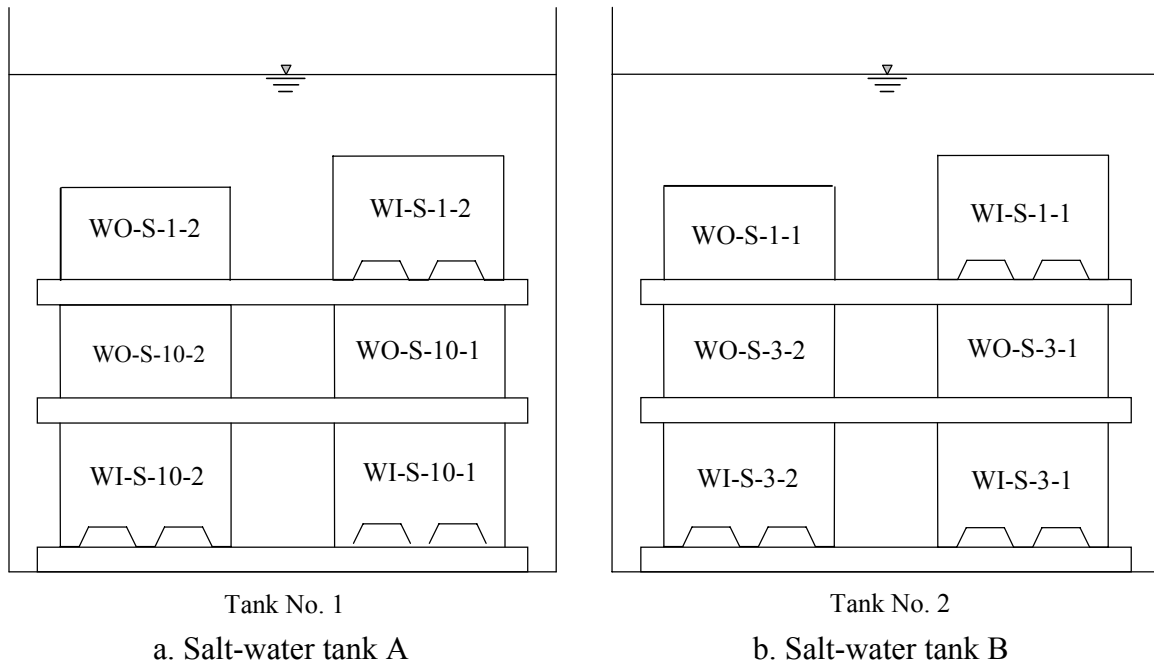 WO-S-1-2
WI-S-1-2
WO-S-10-2
WO-S-10-1
WI-S-10-2
WI-S-10-1
Tank No. 1
a. Salt-water tank A
WO-S-1-1
WI-S-1-1
WO-S-3-2
WO-S-3-1
WI-S-3-2
WI-S-3-1
Tank No. 2
b. Salt-water tank B